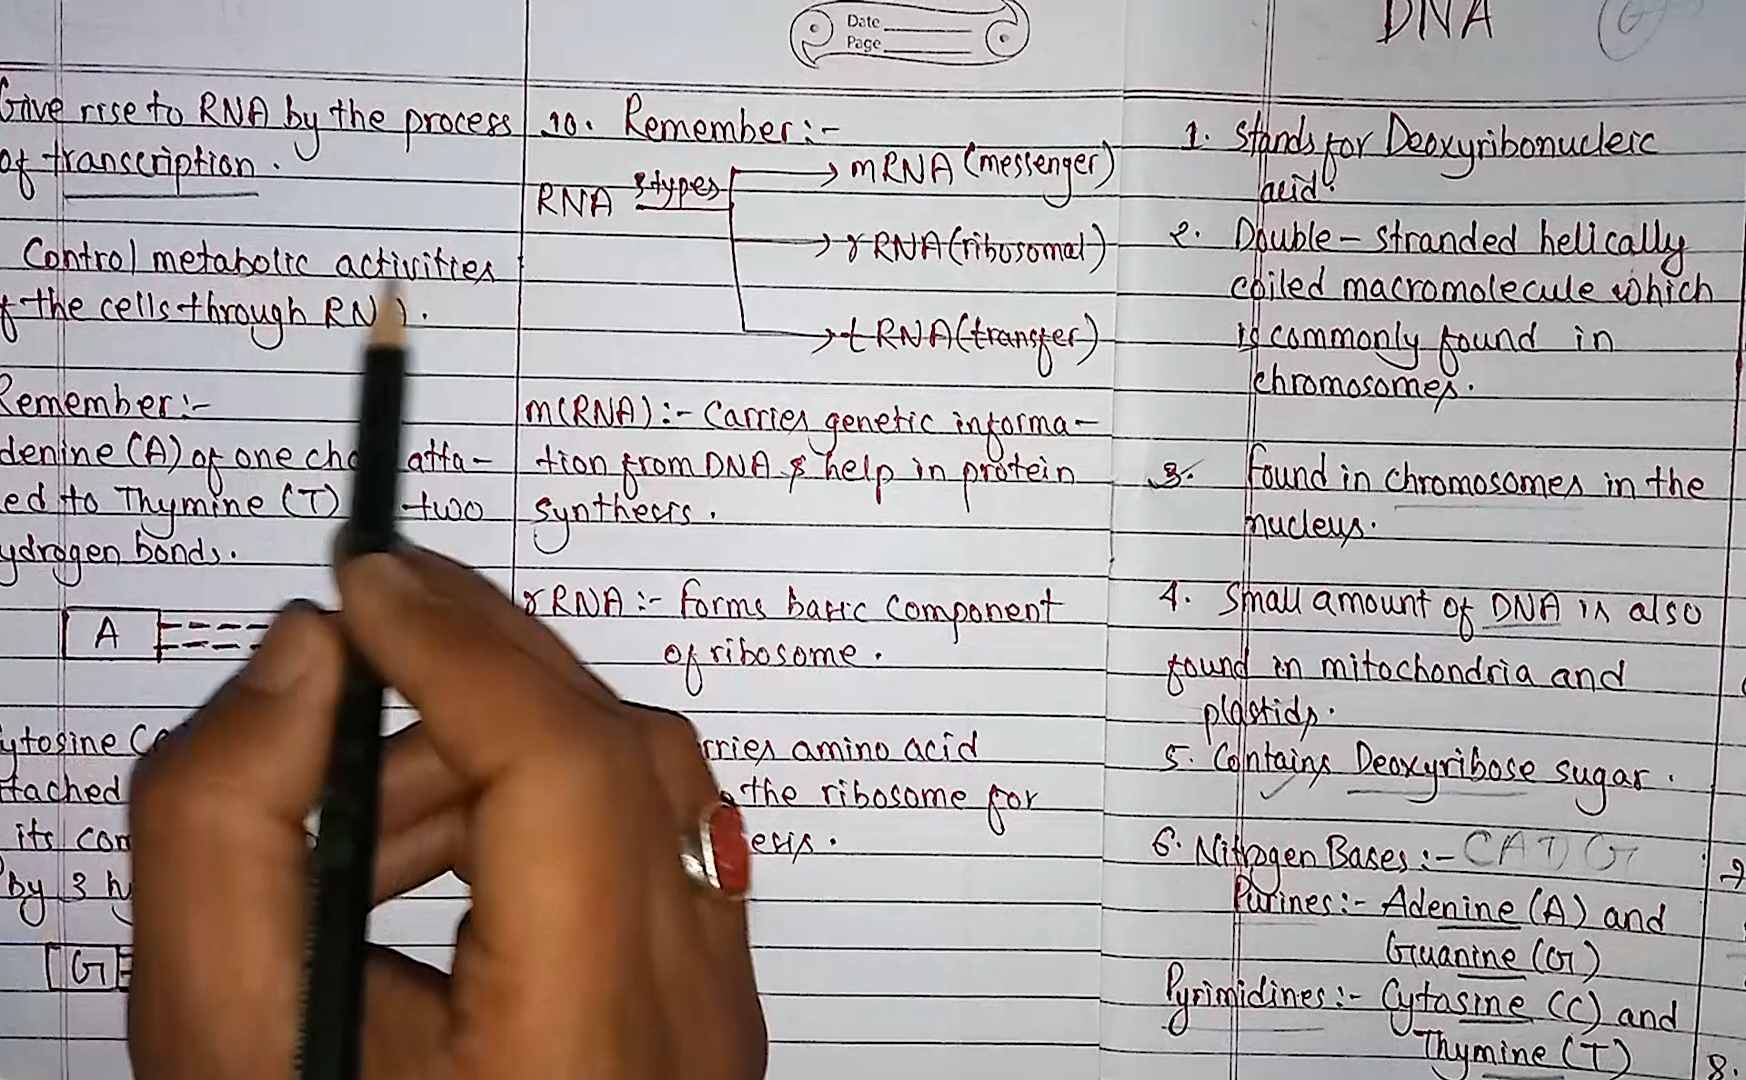 Date
Page
DNA
Give rise to RNA by the process
of transcription.
Control metabolic activities
the cells through RNA.
Remember:-
denine (A) of one atta-
ed to Thymine (T) two
ydrogen bonds.
A
ytosine
ttached
its
by 3
G
10. Remember:-
RNA 3 types
mRNA (messenger)
rRNA (ribosomal)
tRNA (transfer)
m(RNA):- Carries genetic informa-
tion from DNA & help in protein
synthesis.
rRNA:- forms basic component
of ribosome.
rries amino acid
the ribosome for
esis.
1. Stands for Deoxyribonucleic
acid.
2. Double-stranded helically
coiled macromolecule which
is commonly found in
chromosomes.
3. found in chromosomes in the
nucleus.
4. Small amount of DNA is also
found in mitochondria and
plastids.
5. Contains Deoxyribose sugar.
6. Nitrogen Bases:-
Purines:- Adenine (A) and
Guanine (G)
Pyrimidines:- Cytosine (C) and
Thymine (T)
8.